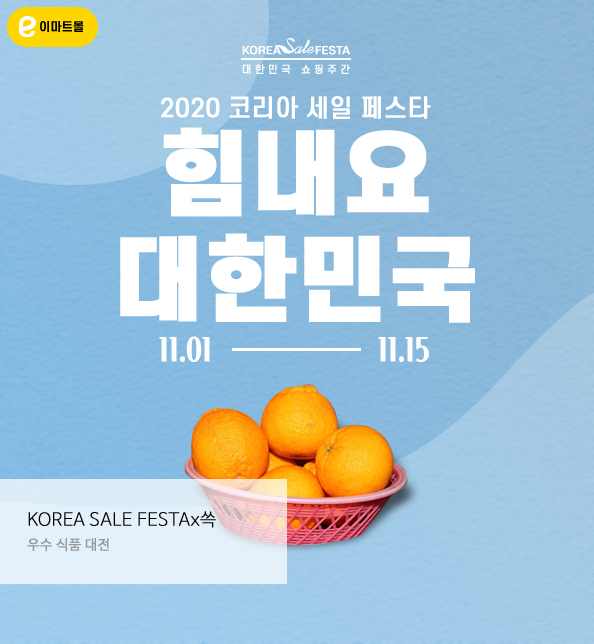 이마트몰
KOREA Sale FESTA
대한민국 쇼핑주간
2020 코리아 세일 페스타
힘내요
대한민국
11.01 11.15
KOREA SALE FESTAx쓱
우수 식품 대전